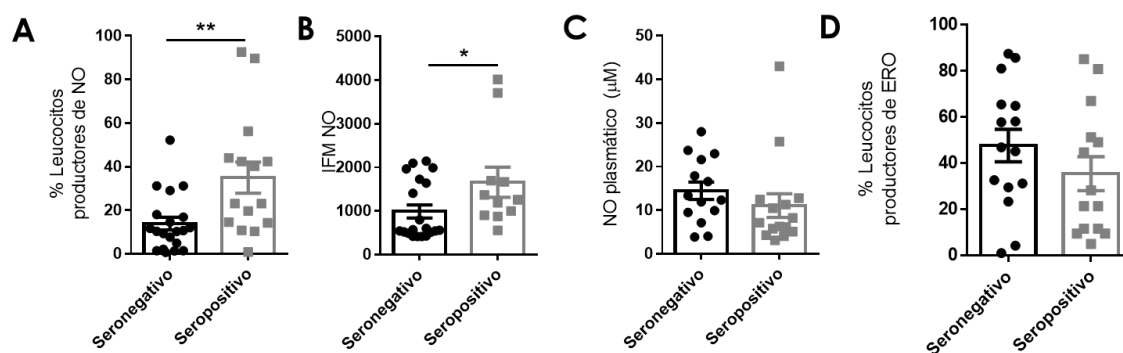 A
% Leucocitos
productores de NO
100
80
60
40
20
0
**
Seronegativo
Seropositivo
B
IFM NO
5000
4000
3000
2000
1000
0
*
Seronegativo
Seropositivo
C
NO plasmático (μM)
50
40
30
20
10
0
Seronegativo
Seropositivo
D
% Leucocitos
productores de ERO
100
80
60
40
20
0
Seronegativo
Seropositivo